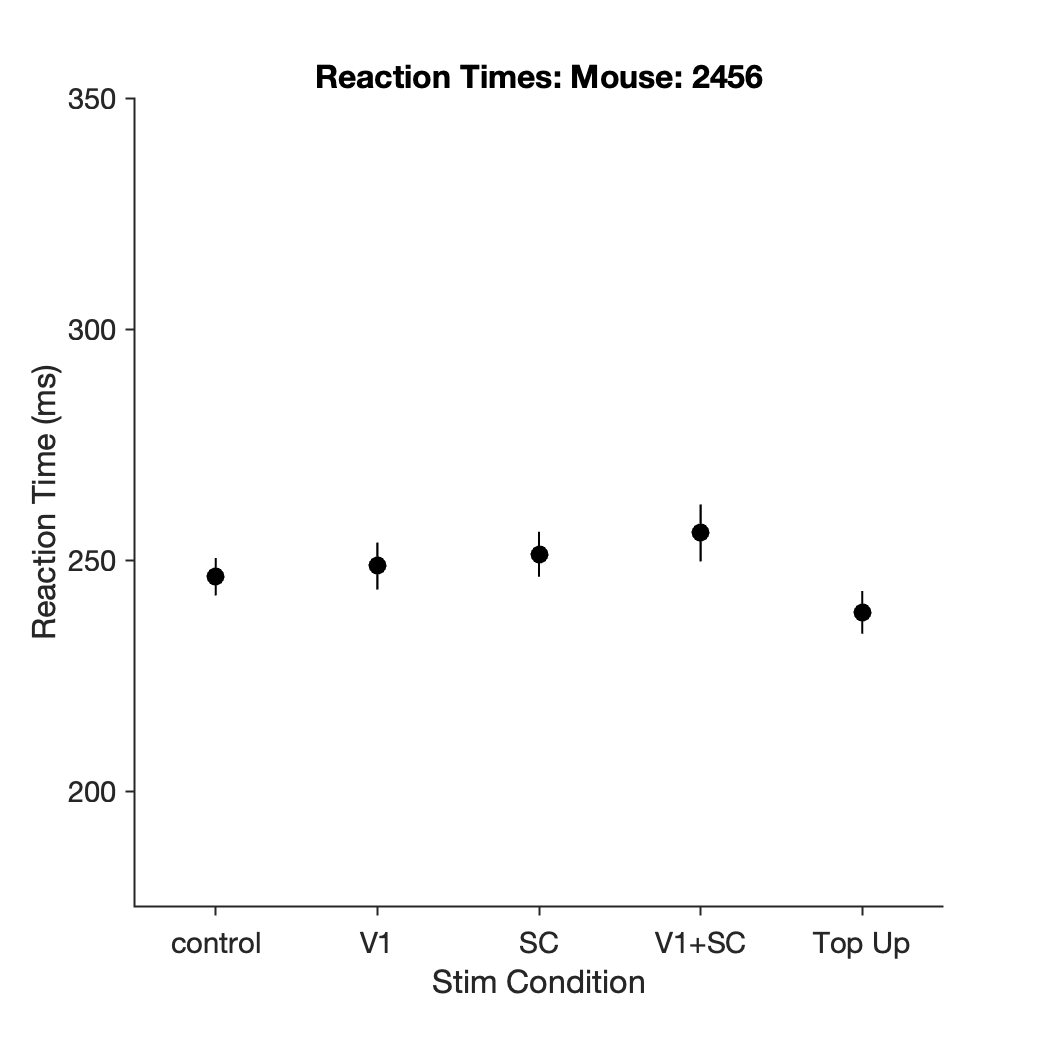 Reaction Times: Mouse: 2456
350
300
250
200
Reaction Time (ms)
control
V1
SC
V1+SC
Top Up
Stim Condition